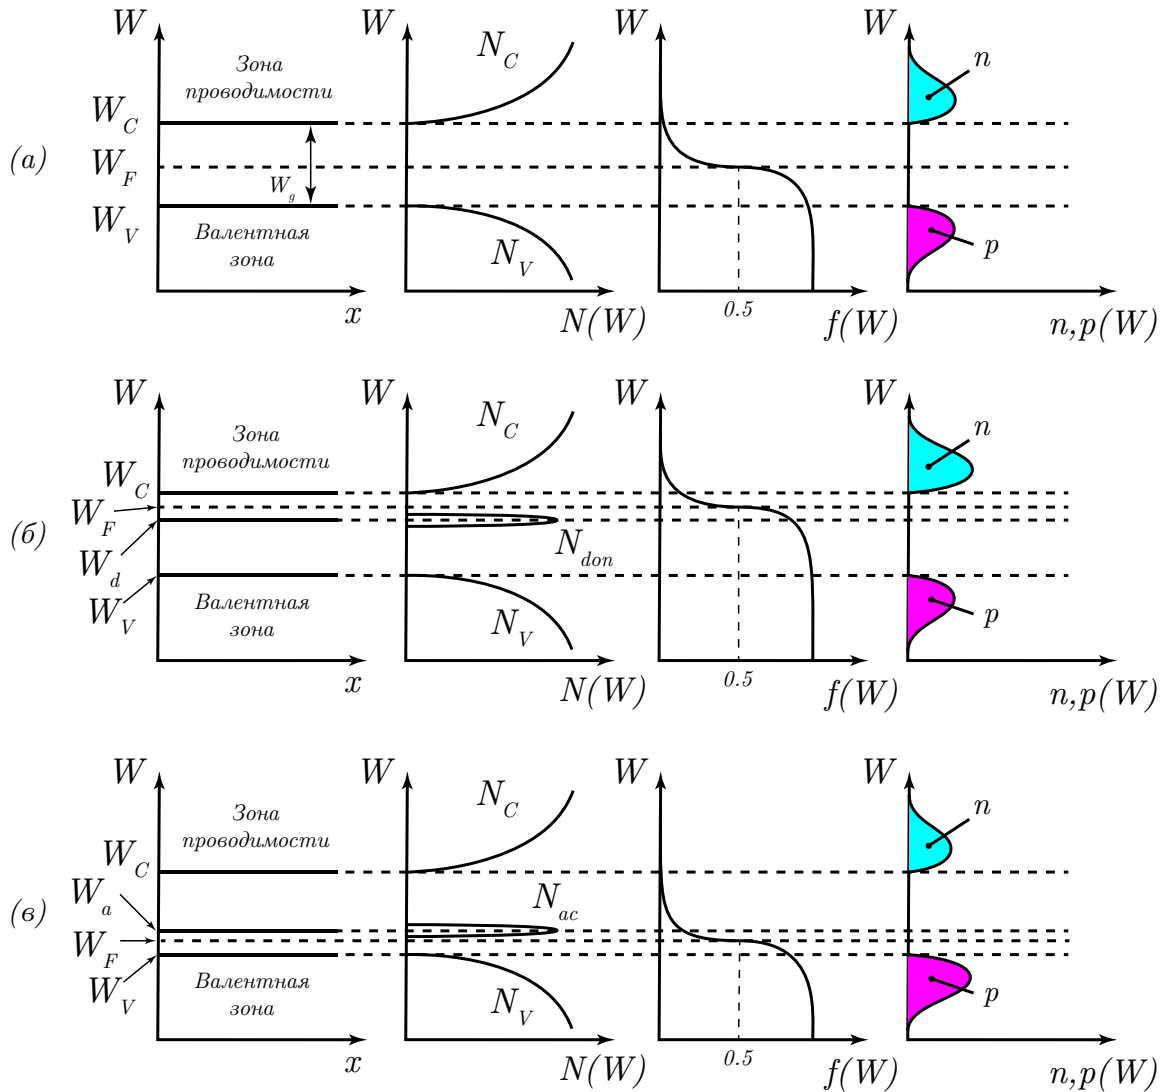 (а)
W
Зона
проводимости
W_C
W_F
W_g
W_V
Валентная
зона
x
W
N_C
N_V
N(W)
W
0.5
f(W)
W
n
p
n,p(W)
(б)
W
Зона
проводимости
W_C
W_F
W_d
W_V
Валентная
зона
x
W
N_C
N_don
N_V
N(W)
W
0.5
f(W)
W
n
p
n,p(W)
(в)
W
Зона
проводимости
W_C
W_a
W_F
W_V
Валентная
зона
x
W
N_C
N_ac
N_V
N(W)
W
0.5
f(W)
W
n
p
n,p(W)